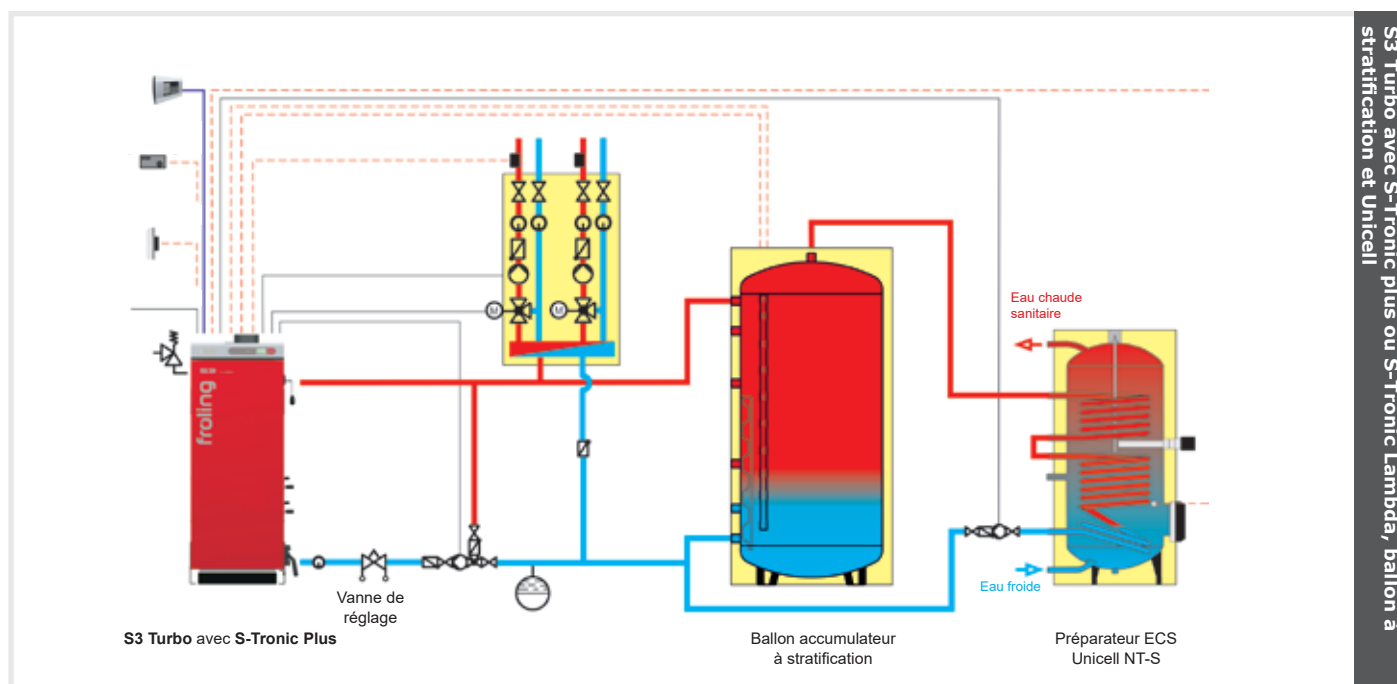 S3 Turbo avec S-Tronic plus ou S-Tronic Lambda, ballon à
stratification et Unicell
M
M
Eau chaude
sanitaire
froling
Eau froide
Vanne de
réglage
S3 Turbo avec S-Tronic Plus
Ballon accumulateur
à stratification
Préparateur ECS
Unicell NT-S